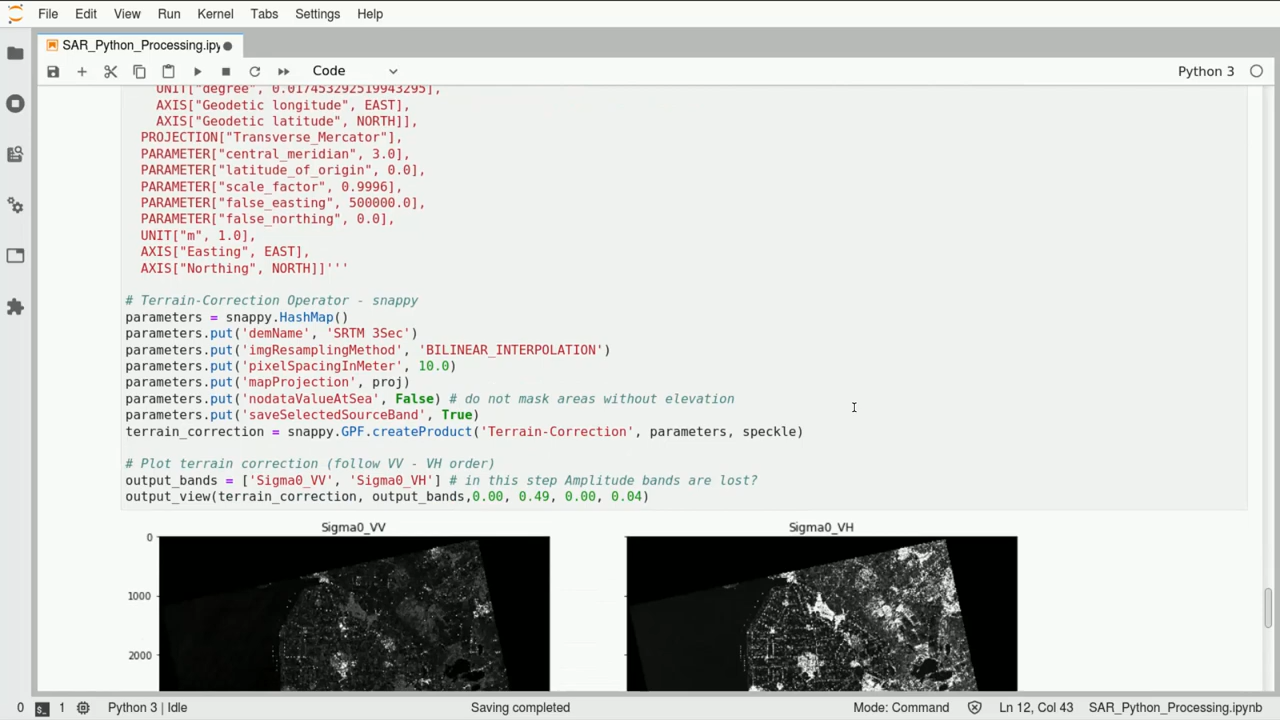 File Edit View Run Kernel Tabs Settings Help
SAR_Python_Processing.ipy
Code
Python 3
UNIT["degree", 0.017453292519943295],
AXIS["Geodetic longitude", EAST],
AXIS["Geodetic latitude", NORTH]],
PROJECTION["Transverse_Mercator"],
PARAMETER["central_meridian", 3.0],
PARAMETER["latitude_of_origin", 0.0],
PARAMETER["scale_factor", 0.9996],
PARAMETER["false_easting", 500000.0],
PARAMETER["false_northing", 0.0],
UNIT["m", 1.0],
AXIS["Easting", EAST],
AXIS["Northing", NORTH]]'''
# Terrain-Correction Operator - snappy
parameters = snappy.HashMap()
parameters.put('demName', 'SRTM 3Sec')
parameters.put('imgResamplingMethod', 'BILINEAR_INTERPOLATION')
parameters.put('pixelSpacingInMeter', 10.0)
parameters.put('mapProjection', proj)
parameters.put('nodataValueAtSea', False) # do not mask areas without elevation
parameters.put('saveSelectedSourceBand', True)
terrain_correction = snappy.GPF.createProduct('Terrain-Correction', parameters, speckle)
# Plot terrain correction (follow VV - VH order)
output_bands = ['Sigma0_VV', 'Sigma0_VH'] # in this step Amplitude bands are lost?
output_view(terrain_correction, output_bands,0.00, 0.49, 0.00, 0.04)
Sigma0_VV
Sigma0_VH
0
1000
2000
0 1 Python 3 | Idle Saving completed Mode: Command Ln 12, Col 43 SAR_Python_Processing.ipynb